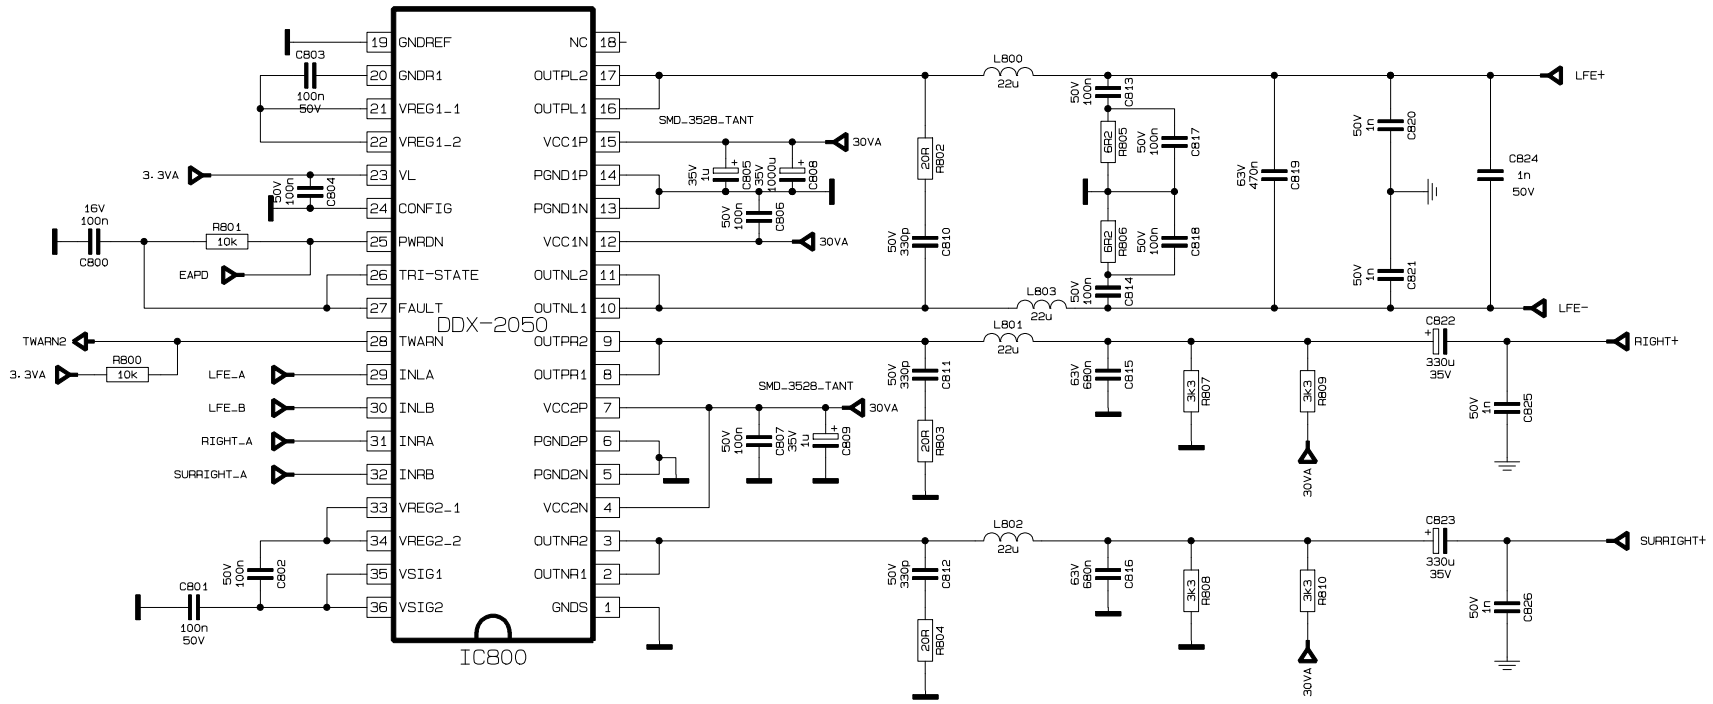 19 GNDREF
20 GNDR1
21 VREG1_1
22 VREG1_2
23 VL
24 CONFIG
25 PWRDN
26 TRI-STATE
27 FAULT
28 TWARN
29 INLA
30 INLB
31 INRA
32 INRB
33 VREG2_1
34 VREG2_2
35 VSIG1
36 VSIG2
NC 18
OUTPL2 17
OUTPL1 16
VCC1P 15
PGND1P 14
PGND1N 13
VCC1N 12
OUTNL2 11
OUTNL1 10
OUTPR2 9
OUTPR1 8
VCC2P 7
PGND2P 6
PGND2N 5
VCC2N 4
OUTNR2 3
OUTNR1 2
GNDS 1
DDX-2050
IC800
C803
100n
50V
3.3VA
50V
100n
C804
16V
100n
C800
R801
10k
EAPD
TWARN2
3.3VA
R800
10k
LFE_A
LFE_B
RIGHT_A
SURRIGHT_A
50V
100n
C802
C801
100n
50V
SMD_3528_TANT
30VA
35V
1u
C805
+
35V
1000u
C808
+
50V
100n
C806
30VA
SMD_3528_TANT
30VA
50V
100n
C807
35V
1u
C809
+
20R
R802
50V
330p
C810
50V
330p
C811
20R
R803
50V
330p
C812
20R
R804
L800
22u
L803
22u
L801
22u
L802
22u
50V
100n
C813
6R2
R805
50V
100n
C817
6R2
R806
50V
100n
C818
50V
100n
C814
63V
470n
C819
50V
1n
C820
50V
1n
C821
C824
1n
50V
LFE+
LFE-
63V
680n
C815
3k3
R807
3k3
R809
30VA
C822
+
330u
35V
50V
1n
C825
RIGHT+
63V
680n
C816
3k3
R808
3k3
R810
30VA
C823
+
330u
35V
50V
1n
C826
SURRIGHT+